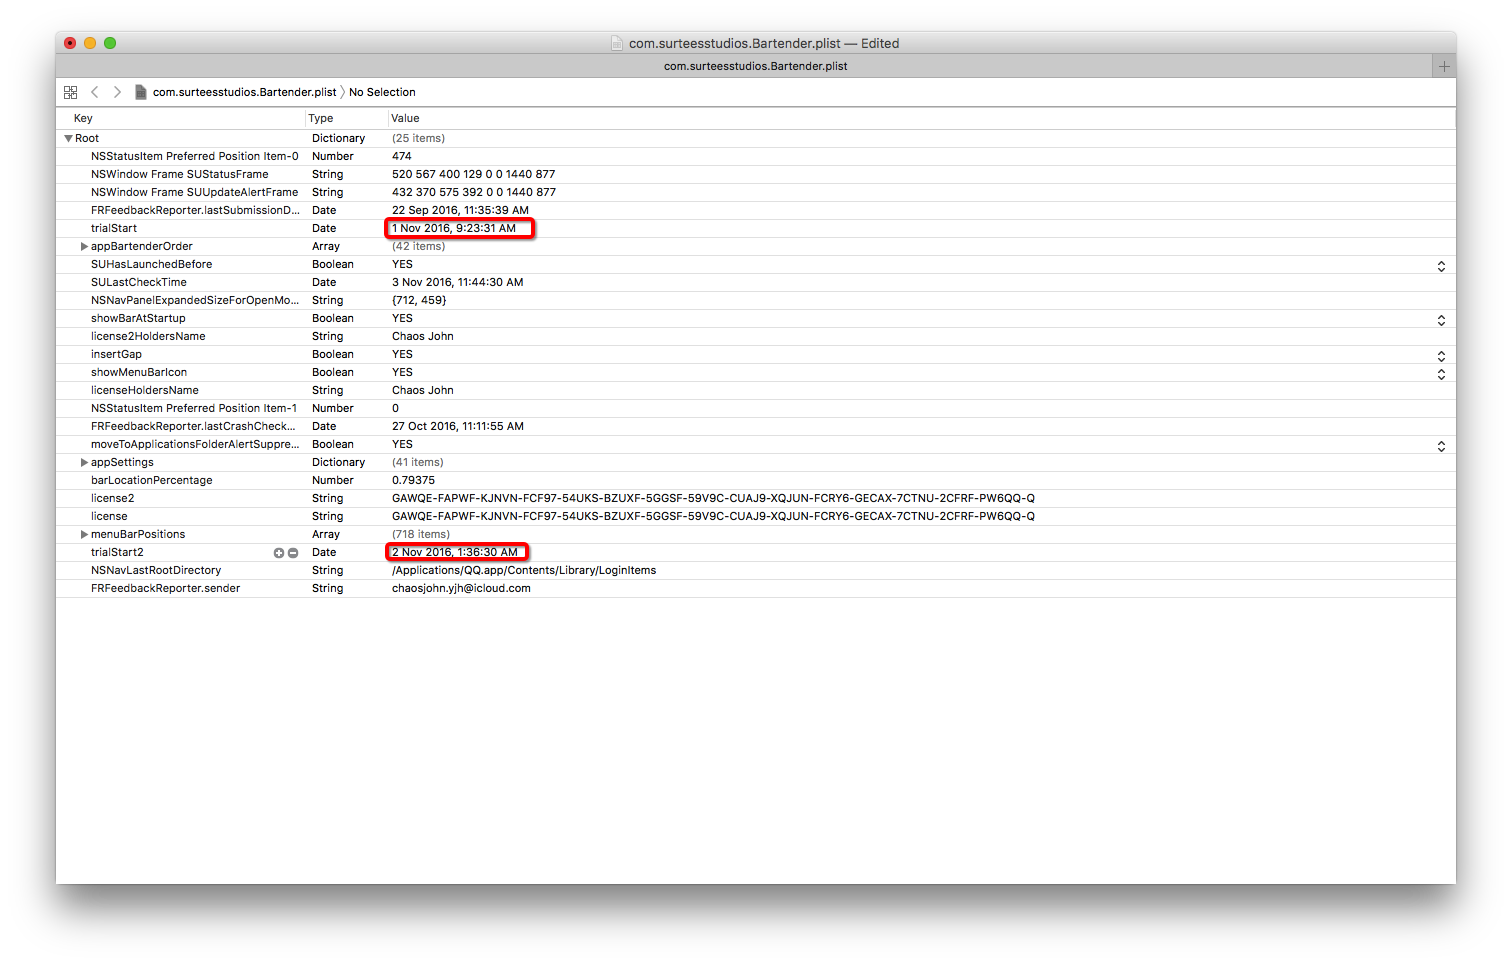 com.surteesstudios.Bartender.plist — Edited
com.surteesstudios.Bartender.plist
com.surteesstudios.Bartender.plist No Selection
Key Type Value
Root Dictionary (25 items)
NSStatusItem Preferred Position Item-0 Number 474
NSWindow Frame SUStatusFrame String 520 567 400 129 0 0 1440 877
NSWindow Frame SUUpdateAlertFrame String 432 370 575 392 0 0 1440 877
FRFeedbackReporter.lastSubmissionD... Date 22 Sep 2016, 11:35:39 AM
trialStart Date 1 Nov 2016, 9:23:31 AM
appBartenderOrder Array (42 items)
SUHasLaunchedBefore Boolean YES
SULastCheckTime Date 3 Nov 2016, 11:44:30 AM
NSNavPanelExpandedSizeForOpenMo... String {712, 459}
showBarAtStartup Boolean YES
license2HoldersName String Chaos John
insertGap Boolean YES
showMenuBarIcon Boolean YES
licenseHoldersName String Chaos John
NSStatusItem Preferred Position Item-1 Number 0
FRFeedbackReporter.lastCrashCheck... Date 27 Oct 2016, 11:11:55 AM
moveToApplicationsFolderAlertSuppre... Boolean YES
appSettings Dictionary (41 items)
barLocationPercentage Number 0.79375
license2 String GAWQE-FAPWF-KJNVN-FCF97-54UKS-BZUXF-5GGSF-59V9C-CUAJ9-XQJUN-FCRY6-GECAX-7CTNU-2CFRF-PW6QQ-Q
license String GAWQE-FAPWF-KJNVN-FCF97-54UKS-BZUXF-5GGSF-59V9C-CUAJ9-XQJUN-FCRY6-GECAX-7CTNU-2CFRF-PW6QQ-Q
menuBarPositions Array (718 items)
trialStart2 Date 2 Nov 2016, 1:36:30 AM
NSNavLastRootDirectory String /Applications/QQ.app/Contents/Library/LoginItems
FRFeedbackReporter.sender String chaosjohn.yjh@icloud.com